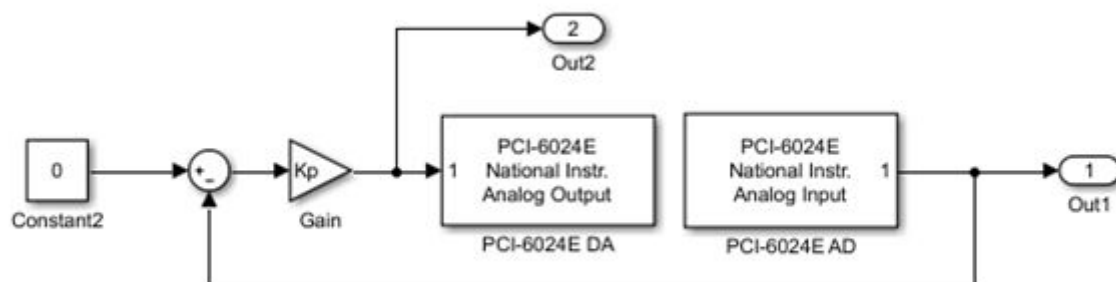 2
Out2
0
Constant2
+
-
Kp
Gain
1
PCI-6024E
National Instr.
Analog Output
PCI-6024E DA
PCI-6024E
National Instr.
Analog Input
1
PCI-6024E AD
1
Out1